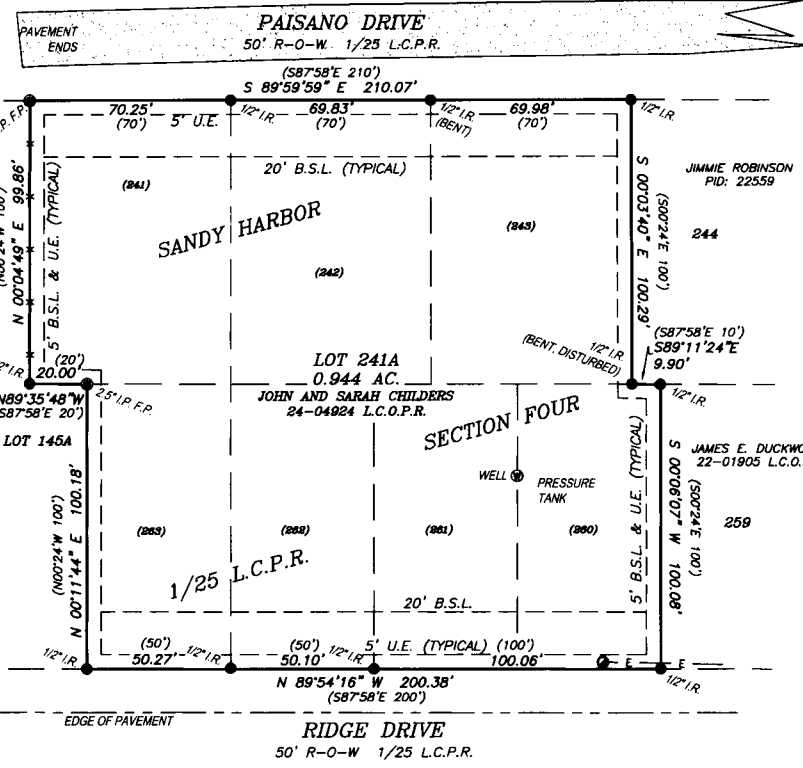 PAISANO DRIVE
PAVEMENT
ENDS
50' R-O-W 1/25 L.C.P.R.
(S87°58'E 210')
S 89°59'59" E 210.07'
P. F.P.
70.25'
1/2" I.R.
69.83'
1/2" I.R.
69.98'
1/2" I.R.
(70')
5' U.E.
(70')
(BENT)
(70')
20' B.S.L. (TYPICAL)
JIMMIE ROBINSON
PID: 22559
(241)
(242)
(243)
244
SANDY HARBOR
(N00°24'W 100')
N 00°04'49" E 99.86'
5' B.S.L. & U.E. (TYPICAL)
S 00°03'40" E 100.29'
(S00°24'E 100')
1/2" I.R.
(BENT, DISTURBED)
(S87°58'E 10')
S89°11'24"E
9.90'
LOT 241A
0.944 AC.
JOHN AND SARAH CHILDERS
24-04924 L.C.O.P.R.
1/2" I.R.
(20')
20.00'
2.5" I.P. F.P.
1/2" I.R.
N89°35'48"W
S87°58'E 20')
LOT 145A
SECTION FOUR
JAMES E. DUCKWO
22-01905 L.C.O.
WELL
PRESSURE
TANK
259
(263)
(262)
(261)
(260)
(N00°24'W 100')
N 00°11'44" E 100.18'
5' B.S.L. & U.E. (TYPICAL)
S 00°06'07" W 100.08'
(S00°24'E 100')
1/25 L.C.P.R.
20' B.S.L.
(50')
(50')
5' U.E. (TYPICAL)
(100')
1/2" I.R.
50.27'
1/2" I.R.
50.10'
1/2" I.R.
100.06'
E E
1/2" I.R.
N 89°54'16" W 200.38'
(S87°58'E 200')
EDGE OF PAVEMENT
RIDGE DRIVE
50' R-O-W 1/25 L.C.P.R.